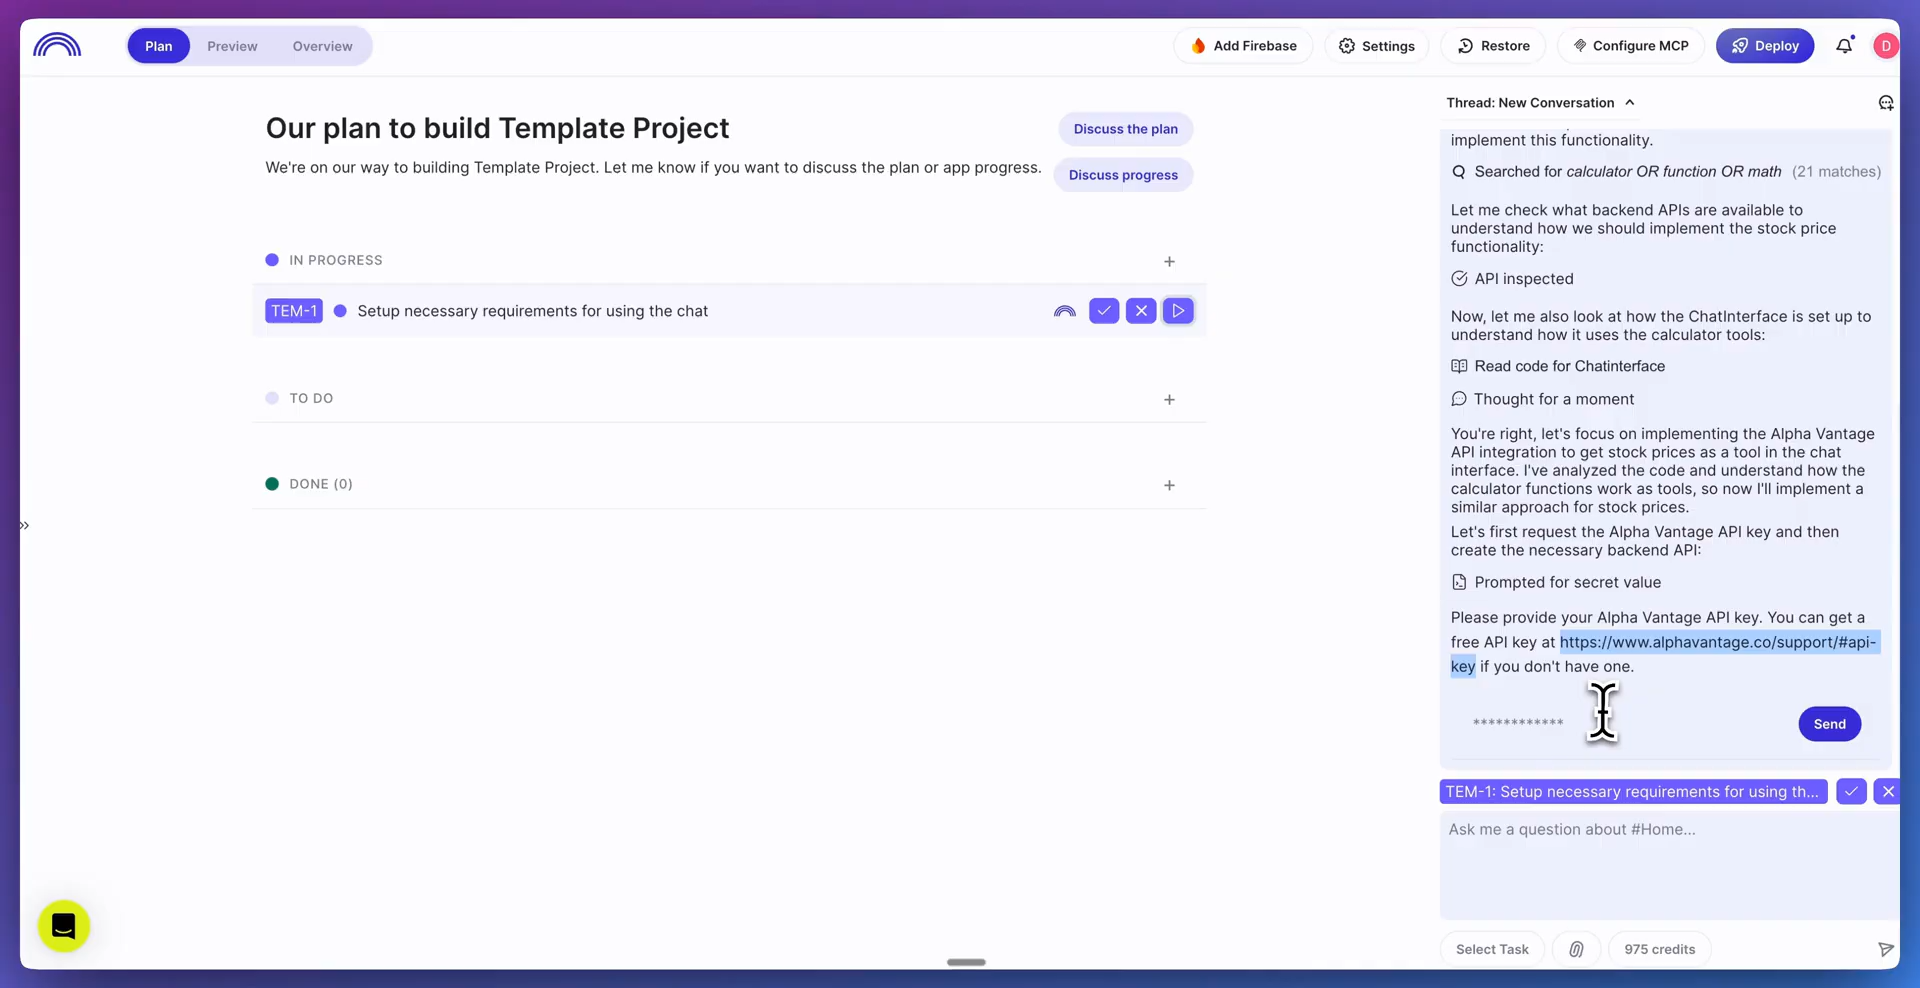 Plan
Preview
Overview
Add Firebase
Settings
Restore
Configure MCP
Deploy
D
Our plan to build Template Project
We're on our way to building Template Project. Let me know if you want to discuss the plan or app progress.
Discuss the plan
Discuss progress
IN PROGRESS
TEM-1
Setup necessary requirements for using the chat
TO DO
DONE (0)
Thread: New Conversation
implement this functionality.
Searched for calculator OR function OR math (21 matches)
Let me check what backend APIs are available to
understand how we should implement the stock price
functionality:
API inspected
Now, let me also look at how the ChatInterface is set up to
understand how it uses the calculator tools:
Read code for Chatinterface
Thought for a moment
You're right, let's focus on implementing the Alpha Vantage
API integration to get stock prices as a tool in the chat
interface. I've analyzed the code and understand how the
calculator functions work as tools, so now I'll implement a
similar approach for stock prices.
Let's first request the Alpha Vantage API key and then
create the necessary backend API:
Prompted for secret value
Please provide your Alpha Vantage API key. You can get a
free API key at https://www.alphavantage.co/support/#api-
key if you don't have one.
************
Send
TEM-1: Setup necessary requirements for using th...
Ask me a question about #Home...
Select Task
975 credits